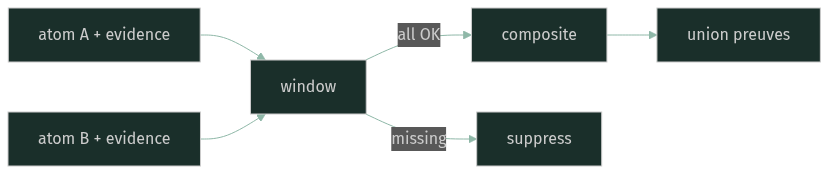 atom A + evidence
atom B + evidence
window
all OK
missing
composite
suppress
union preuves